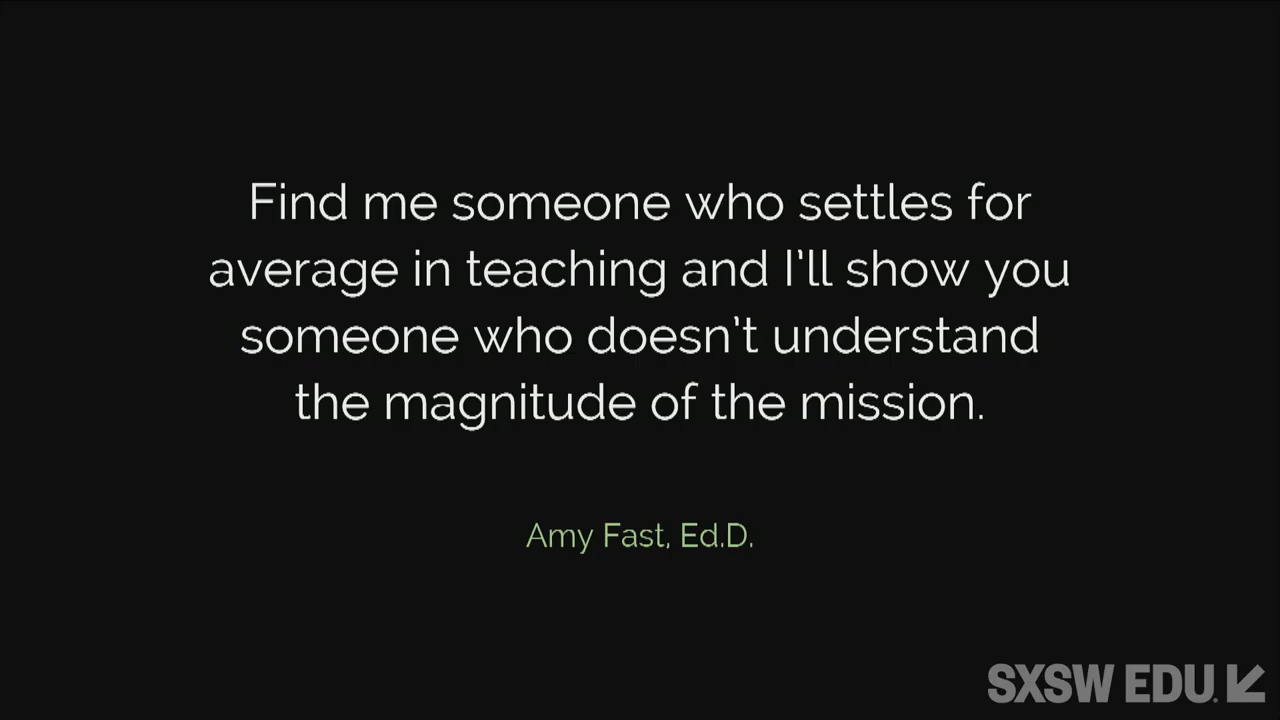 Find me someone who settles for
average in teaching and I’ll show you
someone who doesn’t understand
the magnitude of the mission.
Amy Fast, Ed.D.
SXSW EDU.